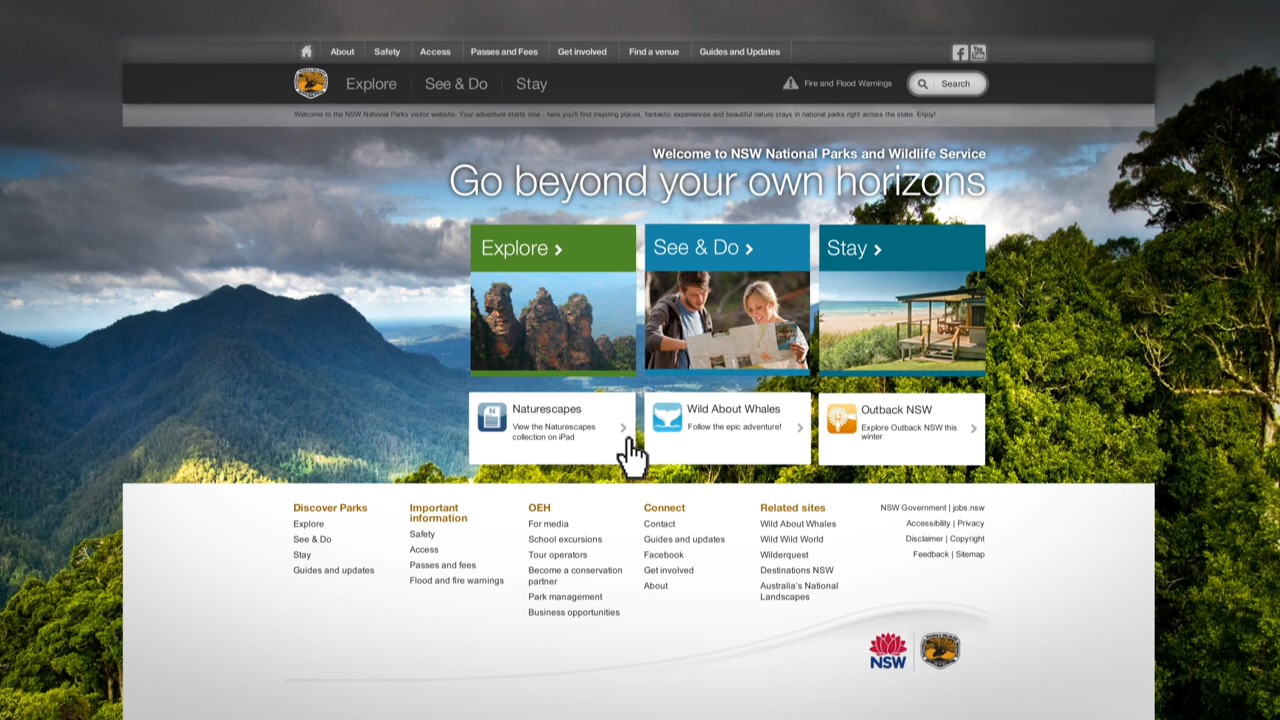 About Safety Access Passes and Fees Get involved Find a venue Guides and Updates
Explore See & Do Stay Fire and Flood Warnings Search
Welcome to the NSW National Parks visitor website. Your adventure starts now - here you'll find inspiring places, fantastic experiences and beautiful nature stays in national parks right across the state. Enjoy!
Welcome to NSW National Parks and Wildlife Service
Go beyond your own horizons
Explore
See & Do
Stay
Naturescapes
View the Naturescapes
collection on iPad
Wild About Whales
Follow the epic adventure!
Outback NSW
Explore Outback NSW this
winter
Discover Parks
Explore
See & Do
Stay
Guides and updates
Important
information
Safety
Access
Passes and fees
Flood and fire warnings
OEH
For media
School excursions
Tour operators
Become a conservation
partner
Park management
Business opportunities
Connect
Contact
Guides and updates
Facebook
Get involved
About
Related sites
Wild About Whales
Wild Wild World
Wilderquest
Destinations NSW
Australia's National
Landscapes
NSW Government | jobs.nsw
Accessibility | Privacy
Disclaimer | Copyright
Feedback | Sitemap
NSW